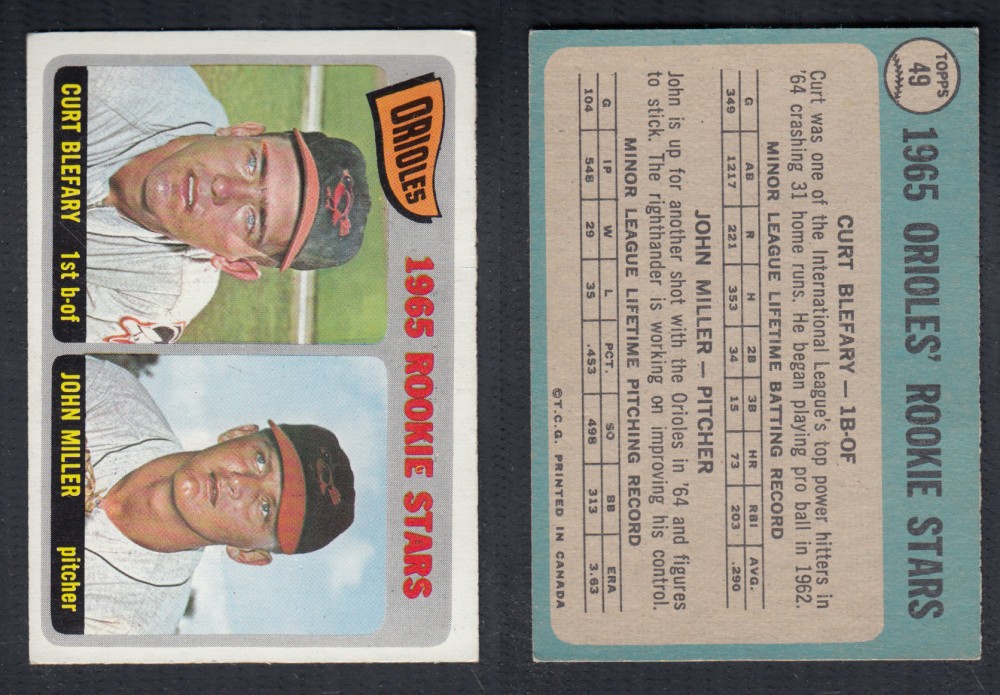 ORIOLES
1965 ROOKIE STARS
CURT BLEFARY 1st b-of
JOHN MILLER pitcher
TOPPS
49
1965 ORIOLES' ROOKIE STARS
CURT BLEFARY — 1B-OF
Curt was one of the International League's top power hitters in
'64 crashing 31 home runs. He began playing pro ball in 1962.
MINOR LEAGUE LIFETIME BATTING RECORD
G AB R H 2B 3B HR RBI AVG.
349 1217 221 353 34 15 73 203 .290
JOHN MILLER — PITCHER
John is up for another shot with the Orioles in '64 and figures
to stick. The righthander is working on improving his control.
MINOR LEAGUE LIFETIME PITCHING RECORD
G IP W L PCT. SO BB ERA
104 548 29 35 .453 498 313 3.63
©T.C.G. PRINTED IN CANADA